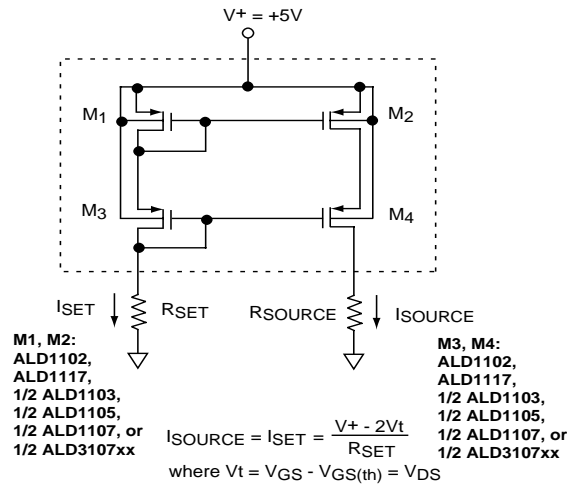 V+ = +5V
M1
M2
M3
M4
ISET
RSET
RSOURCE
ISOURCE
M1, M2:
ALD1102,
ALD1117,
1/2 ALD1103,
1/2 ALD1105,
1/2 ALD1107, or
1/2 ALD3107xx
M3, M4:
ALD1102,
ALD1117,
1/2 ALD1103,
1/2 ALD1105,
1/2 ALD1107, or
1/2 ALD3107xx
ISOURCE = ISET = V+ - 2Vt / RSET
where Vt = VGS - VGS(th) = VDS